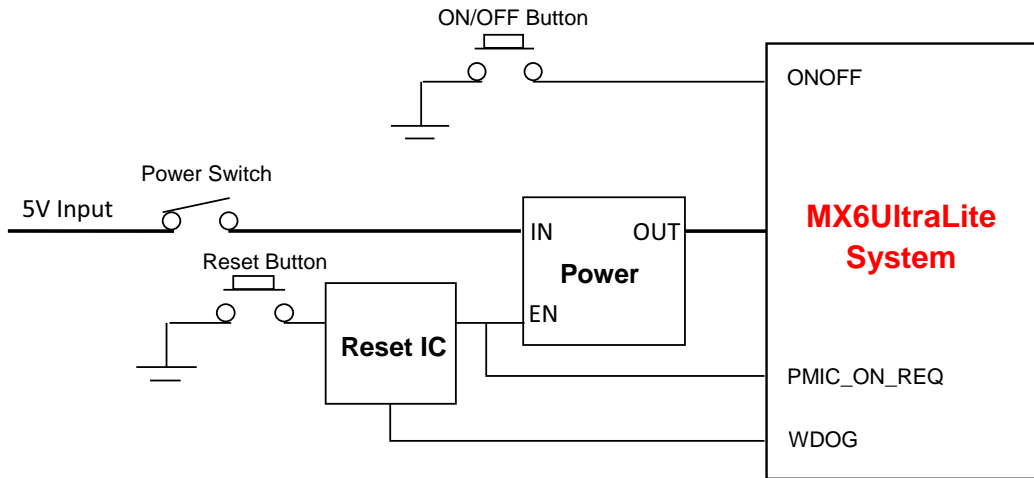 ON/OFF Button
ONOFF
Power Switch
5V Input
IN
OUT
MX6UltraLite
System
Reset Button
Power
EN
Reset IC
PMIC_ON_REQ
WDOG